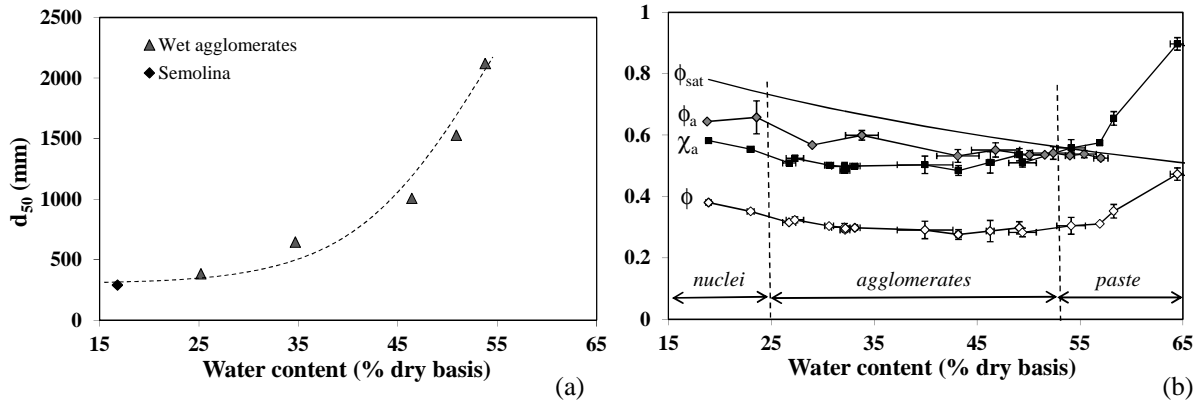 2500
2000
1500
1000
500
0
d50 (mm)
Wet agglomerates
Semolina
15 25 35 45 55 65
Water content (% dry basis)
(a)
1
0.8
0.6
0.4
0.2
0
ϕsat
ϕa
χa
ϕ
nuclei agglomerates paste
15 25 35 45 55 65
Water content (% dry basis)
(b)